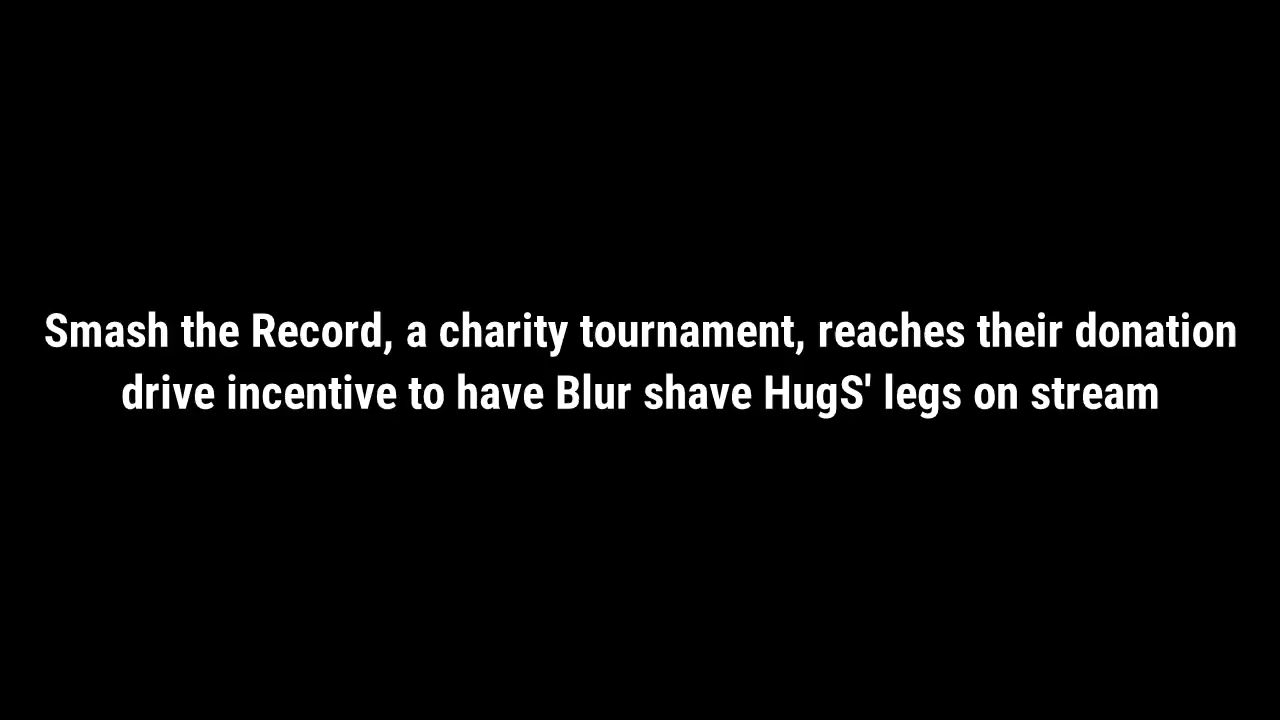 Smash the Record, a charity tournament, reaches their donation
drive incentive to have Blur shave HugS' legs on stream